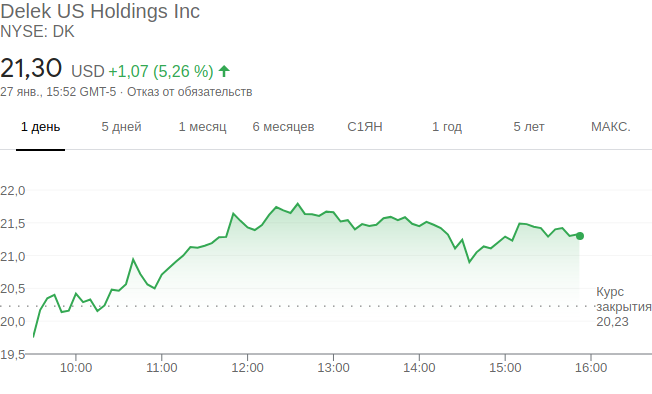 Delek US Holdings Inc
NYSE: DK
21,30 USD +1,07 (5,26 %)
27 янв., 15:52 GMT-5 · Отказ от обязательств
1 день 5 дней 1 месяц 6 месяцев С1ЯН 1 год 5 лет МАКС.
22,0
21,5
21,0
20,5
20,0
19,5
Курс
закрытия
20,23
10:00 11:00 12:00 13:00 14:00 15:00 16:00